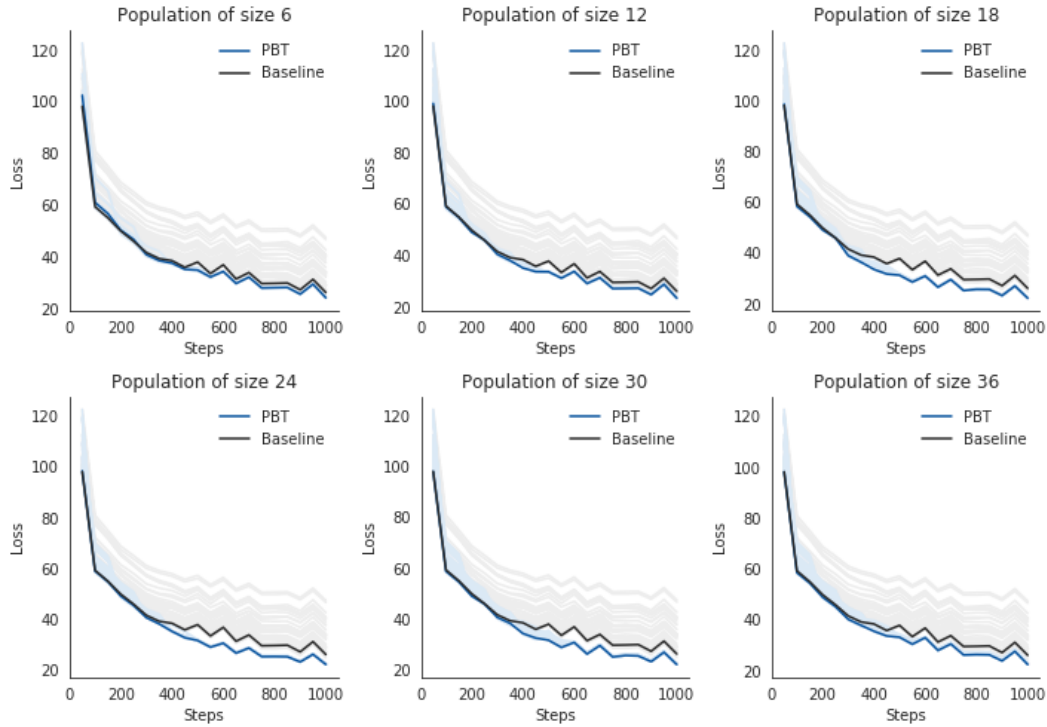 Population of size 6
120
100
80
60
40
20
Loss
PBT
Baseline
0 200 400 600 800 1000
Steps
Population of size 12
120
100
80
60
40
20
Loss
PBT
Baseline
0 200 400 600 800 1000
Steps
Population of size 18
120
100
80
60
40
20
Loss
PBT
Baseline
0 200 400 600 800 1000
Steps
Population of size 24
120
100
80
60
40
20
Loss
PBT
Baseline
0 200 400 600 800 1000
Steps
Population of size 30
120
100
80
60
40
20
Loss
PBT
Baseline
0 200 400 600 800 1000
Steps
Population of size 36
120
100
80
60
40
20
Loss
PBT
Baseline
0 200 400 600 800 1000
Steps